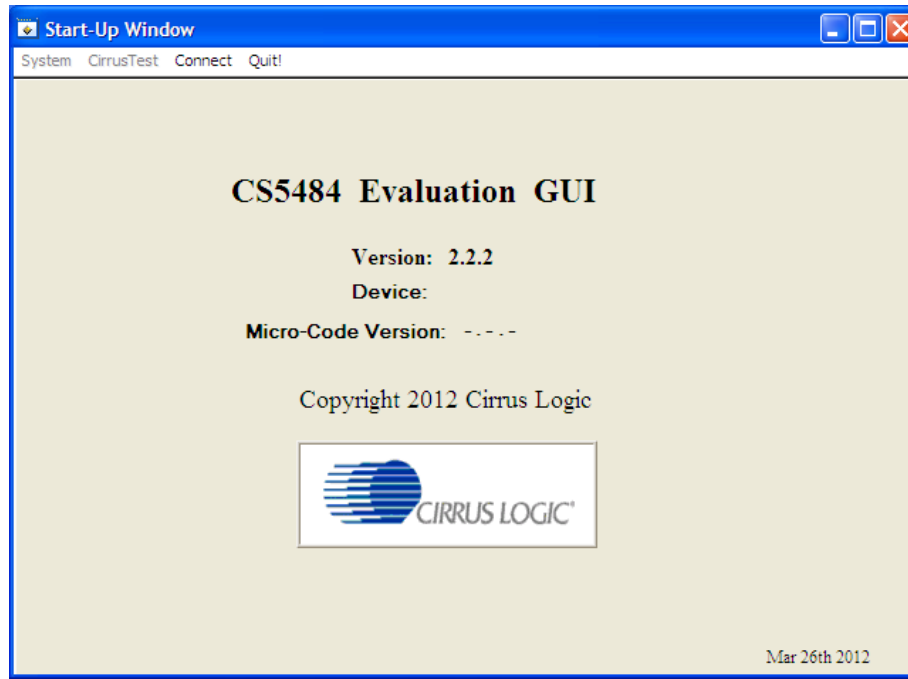 Start-Up Window
System CirrusTest Connect Quit!
CS5484 Evaluation GUI
Version: 2.2.2
Device:
Micro-Code Version: -.-.-
Copyright 2012 Cirrus Logic
CIRRUS LOGIC®
Mar 26th 2012